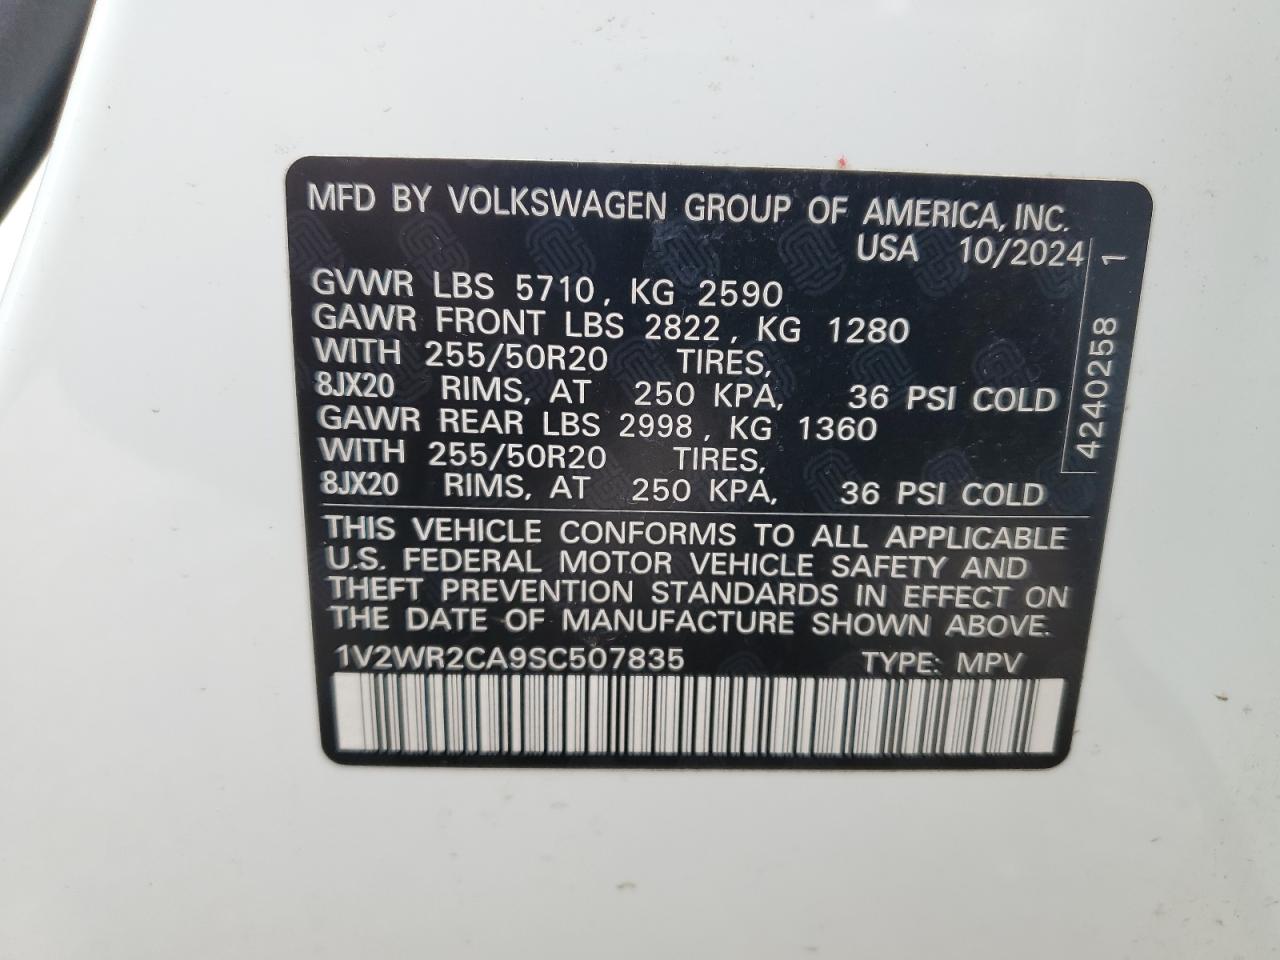 MFD BY VOLKSWAGEN GROUP OF AMERICA, INC.
USA 10/2024
GVWR LBS 5710, KG 2590
GAWR FRONT LBS 2822, KG 1280
WITH 255/50R20 TIRES,
8JX20 RIMS, AT 250 KPA, 36 PSI COLD
GAWR REAR LBS 2998, KG 1360
WITH 255/50R20 TIRES,
8JX20 RIMS, AT 250 KPA, 36 PSI COLD
4240258 1
THIS VEHICLE CONFORMS TO ALL APPLICABLE
U.S. FEDERAL MOTOR VEHICLE SAFETY AND
THEFT PREVENTION STANDARDS IN EFFECT ON
THE DATE OF MANUFACTURE SHOWN ABOVE.
1V2WR2CA9SC507835 TYPE: MPV